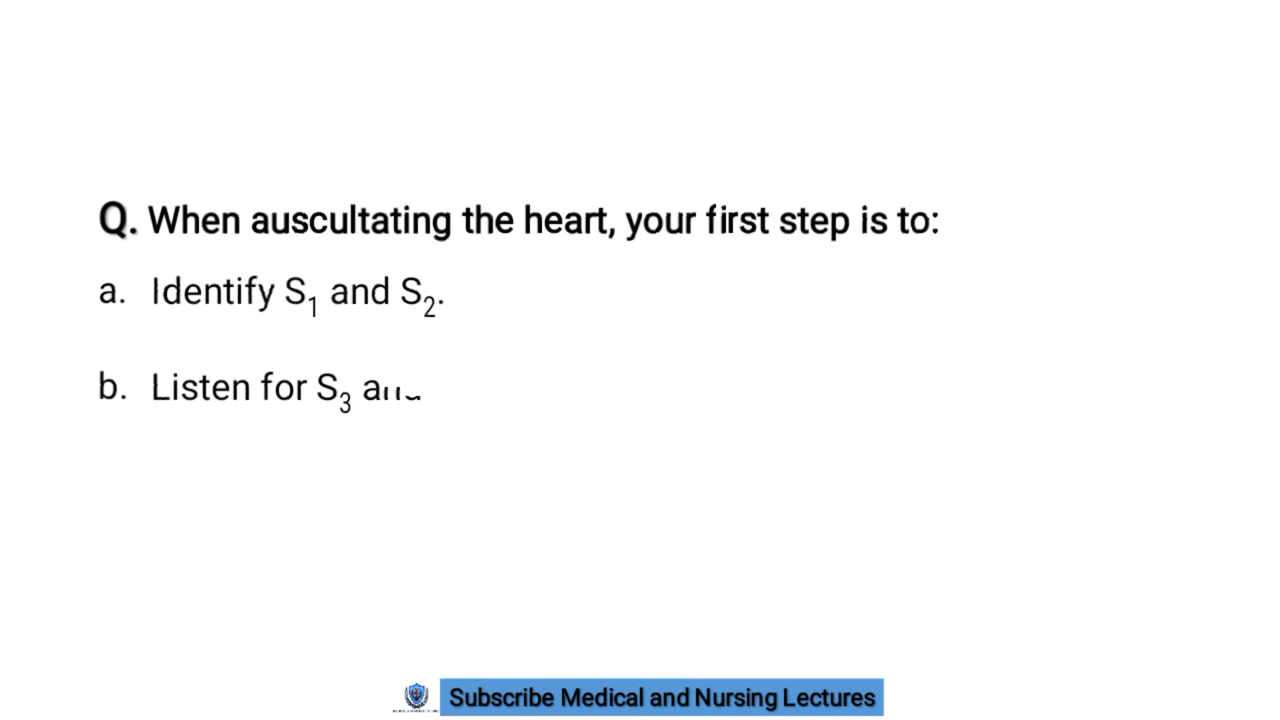 Q. When auscultating the heart, your first step is to:
a. Identify S₁ and S₂.
b. Listen for S₃
Subscribe Medical and Nursing Lectures